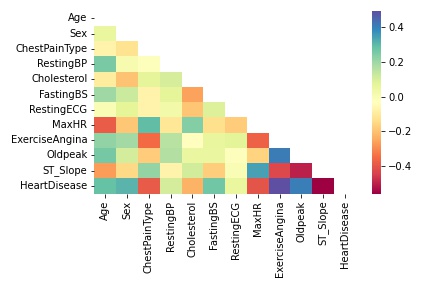 Age
Sex
ChestPainType
RestingBP
Cholesterol
FastingBS
RestingECG
MaxHR
ExerciseAngina
Oldpeak
ST_Slope
HeartDisease
Age
Sex
ChestPainType
RestingBP
Cholesterol
FastingBS
RestingECG
MaxHR
ExerciseAngina
Oldpeak
ST_Slope
HeartDisease
0.4
0.2
0.0
−0.2
−0.4